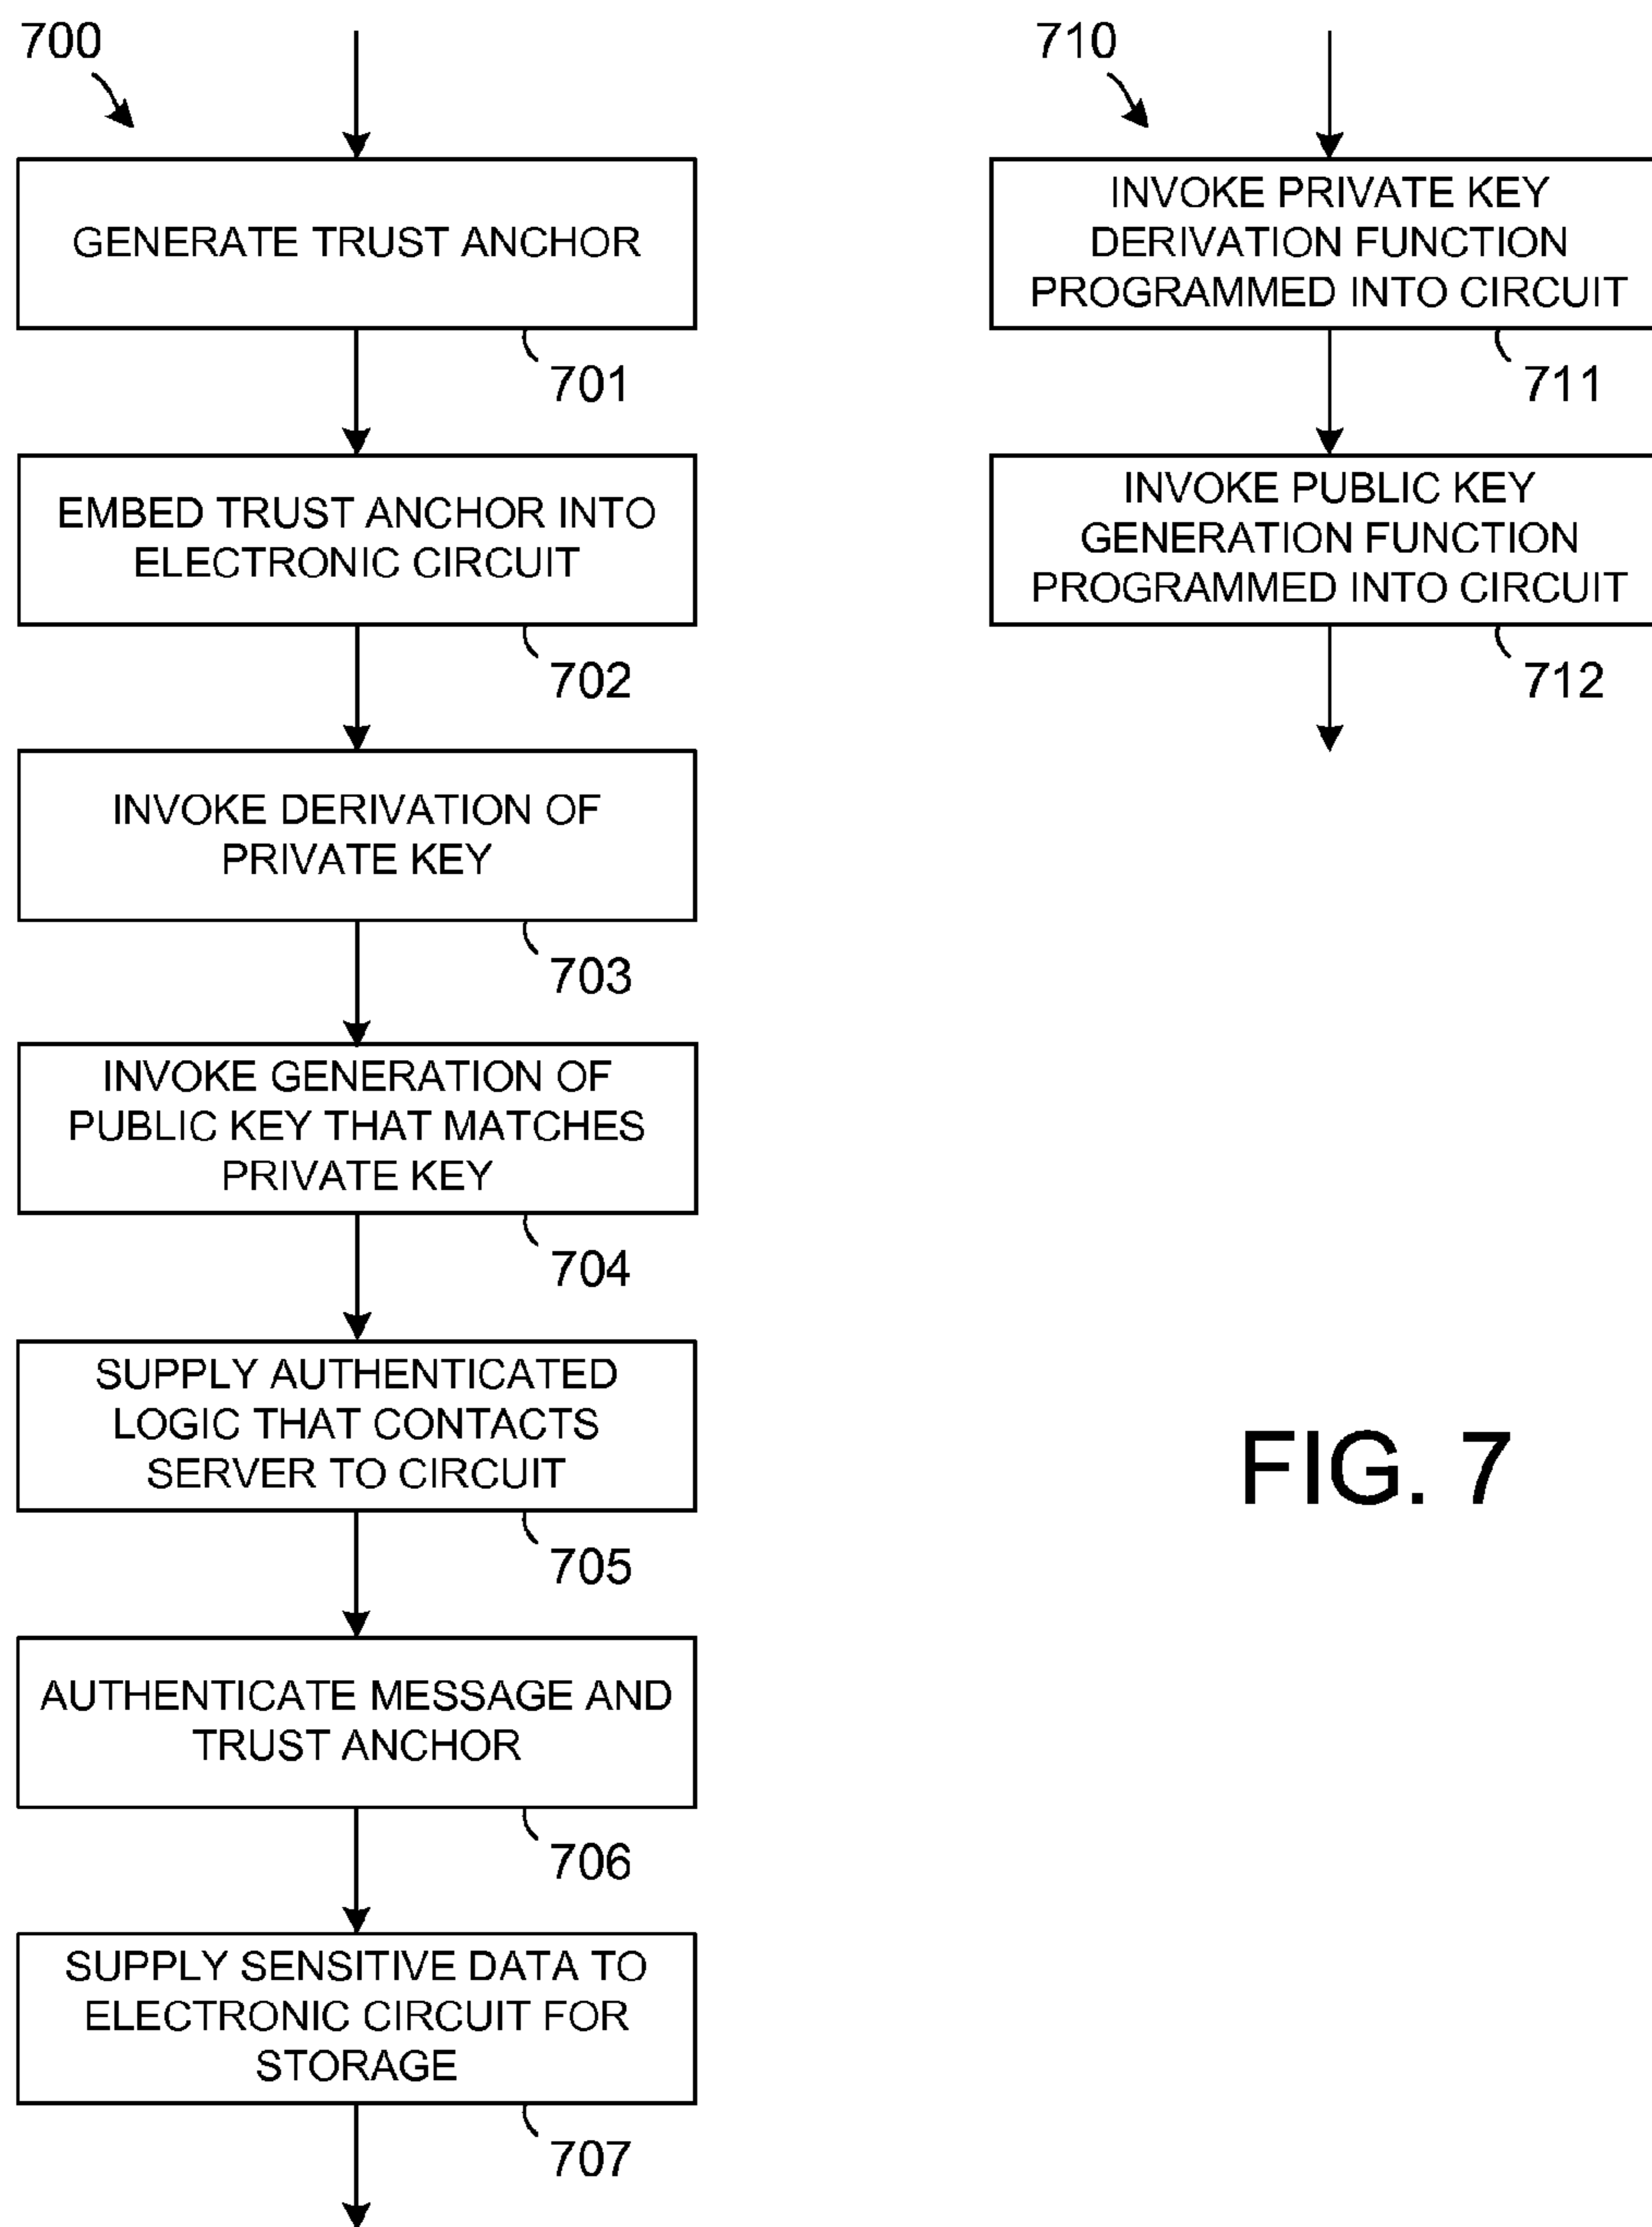 700
GENERATE TRUST ANCHOR
701
EMBED TRUST ANCHOR INTO
ELECTRONIC CIRCUIT
702
INVOKE DERIVATION OF
PRIVATE KEY
703
INVOKE GENERATION OF
PUBLIC KEY THAT MATCHES
PRIVATE KEY
704
SUPPLY AUTHENTICATED
LOGIC THAT CONTACTS
SERVER TO CIRCUIT
705
AUTHENTICATE MESSAGE AND
TRUST ANCHOR
706
SUPPLY SENSITIVE DATA TO
ELECTRONIC CIRCUIT FOR
STORAGE
707
710
INVOKE PRIVATE KEY
DERIVATION FUNCTION
PROGRAMMED INTO CIRCUIT
711
INVOKE PUBLIC KEY
GENERATION FUNCTION
PROGRAMMED INTO CIRCUIT
712
FIG. 7